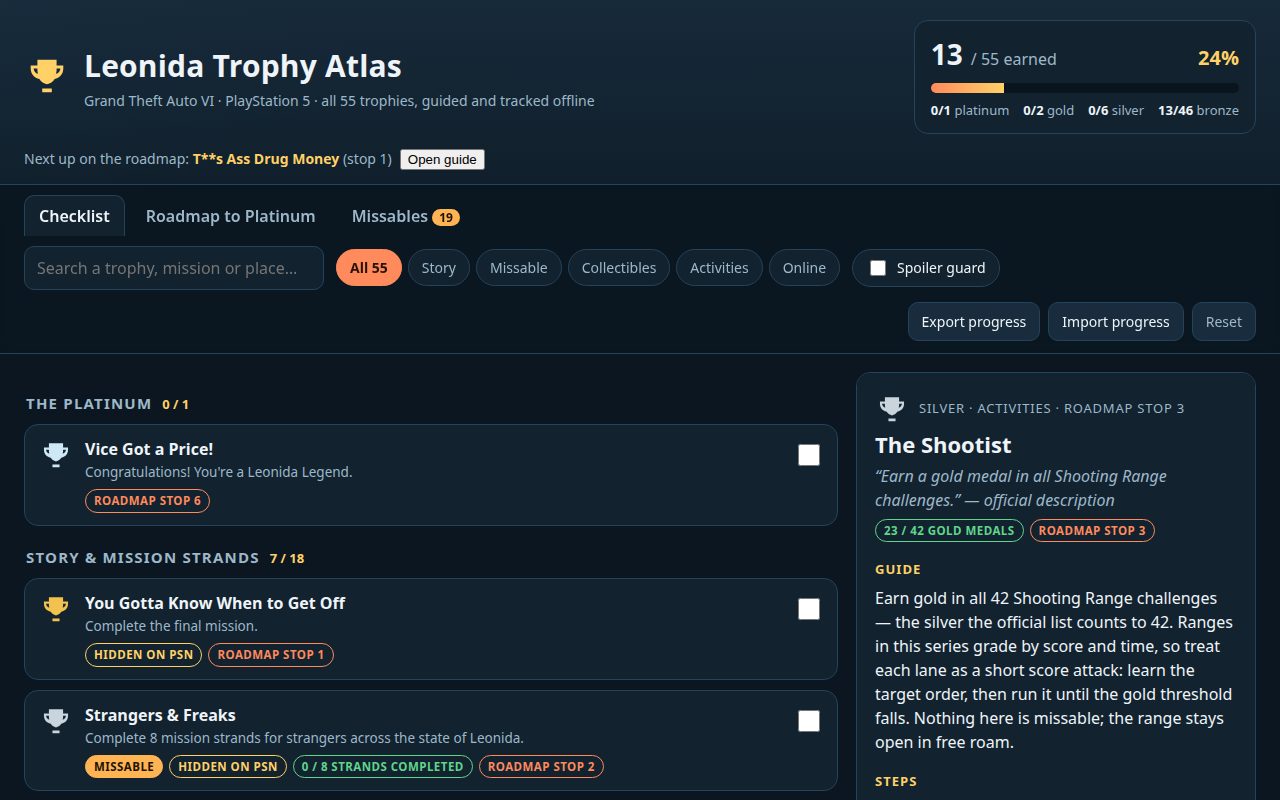 Leonida Trophy Atlas
Grand Theft Auto VI · PlayStation 5 · all 55 trophies, guided and tracked offline
13 / 55 earned
24%
0/1 platinum 0/2 gold 0/6 silver 13/46 bronze
Next up on the roadmap: T**s Ass Drug Money (stop 1) Open guide
Checklist
Roadmap to Platinum
Missables 19
Search a trophy, mission or place...
All 55
Story
Missable
Collectibles
Activities
Online
Spoiler guard
Export progress
Import progress
Reset
THE PLATINUM 0 / 1
Vice Got a Price!
Congratulations! You're a Leonida Legend.
ROADMAP STOP 6
STORY & MISSION STRANDS 7 / 18
You Gotta Know When to Get Off
Complete the final mission.
HIDDEN ON PSN ROADMAP STOP 1
Strangers & Freaks
Complete 8 mission strands for strangers across the state of Leonida.
MISSABLE HIDDEN ON PSN 0 / 8 STRANDS COMPLETED ROADMAP STOP 2
SILVER · ACTIVITIES · ROADMAP STOP 3
The Shootist
“Earn a gold medal in all Shooting Range
challenges.” — official description
23 / 42 GOLD MEDALS ROADMAP STOP 3
GUIDE
Earn gold in all 42 Shooting Range challenges
— the silver the official list counts to 42. Ranges
in this series grade by score and time, so treat
each lane as a short score attack: learn the
target order, then run it until the gold threshold
falls. Nothing here is missable; the range stays
open in free roam.
STEPS